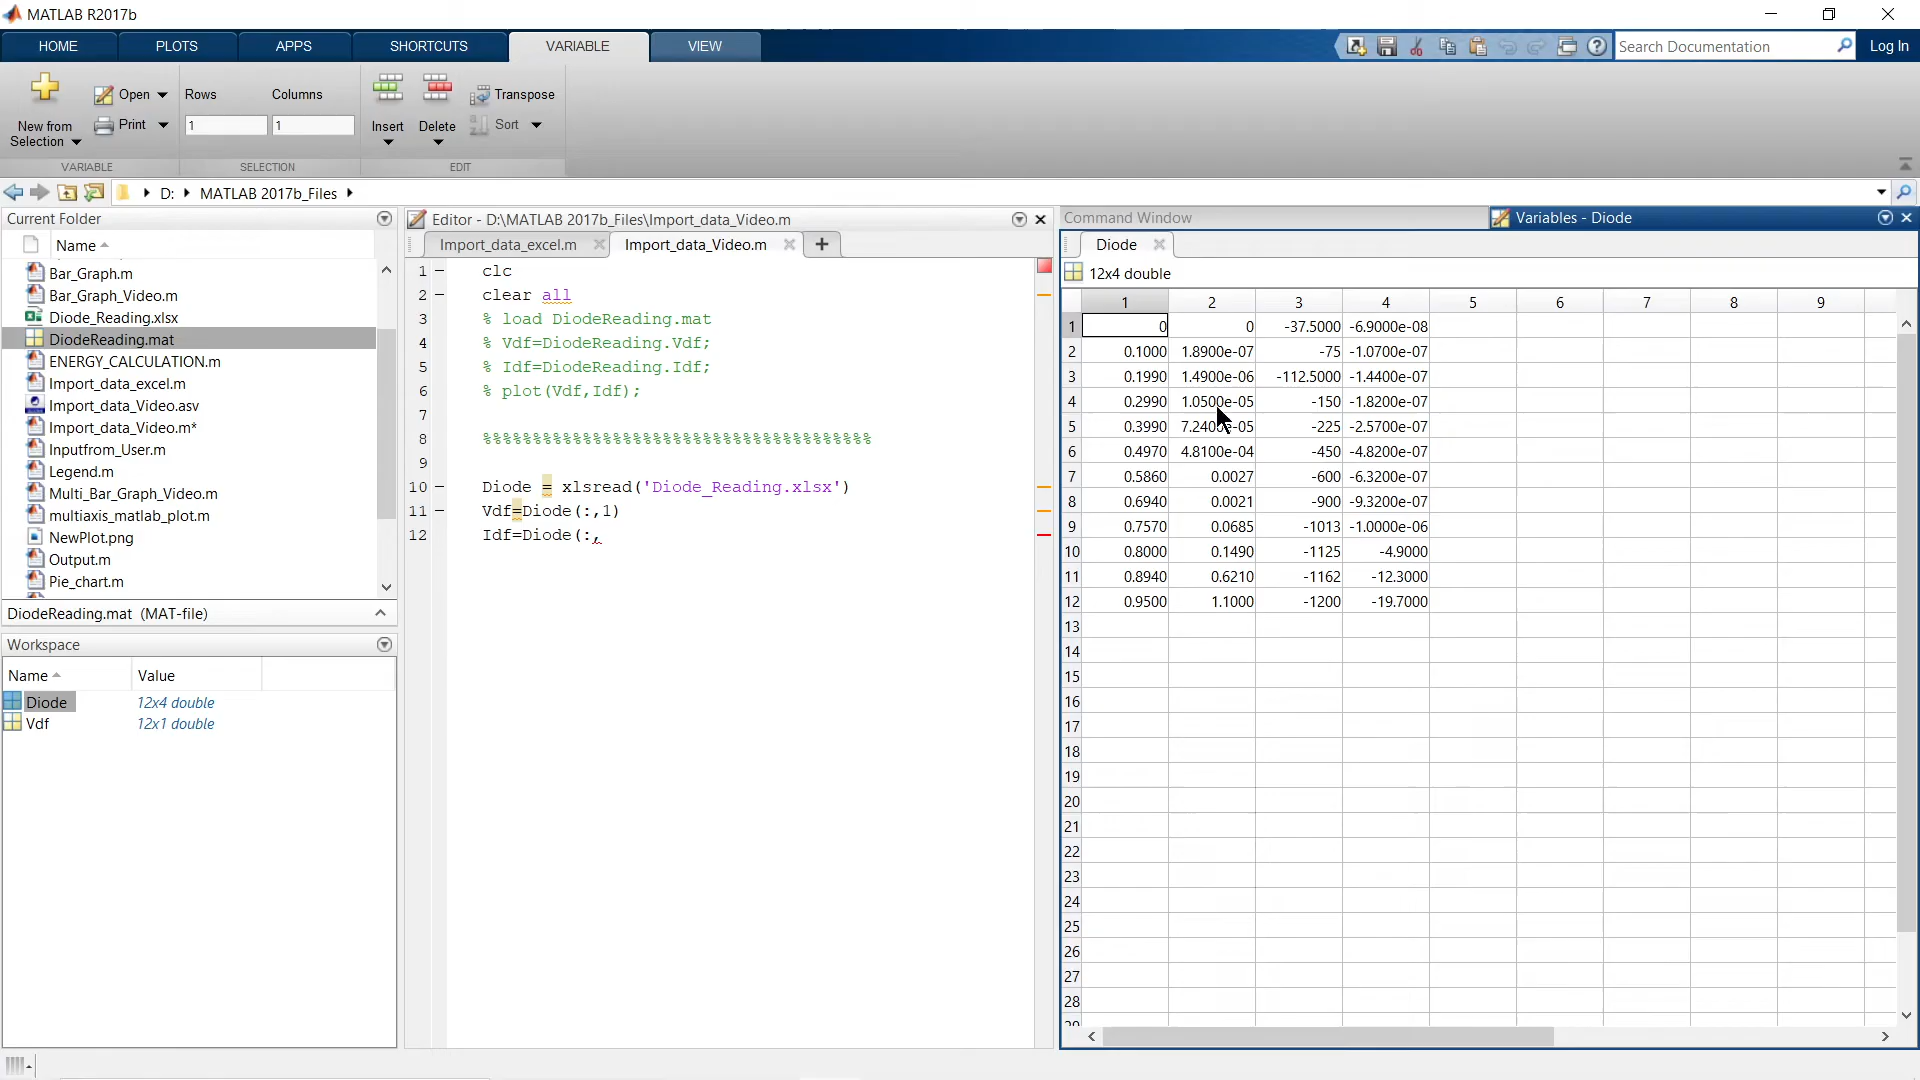 MATLAB R2017b
HOME PLOTS APPS SHORTCUTS VARIABLE VIEW Search Documentation Log In
New from Selection Open Print Rows Columns 1 1 Insert Delete Transpose Sort
VARIABLE SELECTION EDIT
D: MATLAB 2017b_Files
Current Folder
Name
Bar_Graph.m
Bar_Graph_Video.m
Diode_Reading.xlsx
DiodeReading.mat
ENERGY_CALCULATION.m
Import_data_excel.m
Import_data_Video.asv
Import_data_Video.m*
Inputfrom_User.m
Legend.m
Multi_Bar_Graph_Video.m
multiaxis_matlab_plot.m
NewPlot.png
Output.m
Pie_chart.m
DiodeReading.mat (MAT-file)
Workspace
Name Value
Diode 12x4 double
Vdf 12x1 double
Editor - D:\MATLAB 2017b_Files\Import_data_Video.m
Import_data_excel.m Import_data_Video.m
1 clc
2 clear all
3 % load DiodeReading.mat
4 % Vdf=DiodeReading.Vdf;
5 % Idf=DiodeReading.Idf;
6 % plot(Vdf,Idf);
7
8 %%%%%%%%%%%%%%%%%%%%%%%%%%%%%%%%%%%%%%%
9
10 Diode = xlsread('Diode_Reading.xlsx')
11 Vdf=Diode(:,1)
12 Idf=Diode(:,
Command Window
Variables - Diode
Diode
12x4 double
1 2 3 4 5 6 7 8 9
1 0 0 -37.5000 -6.9000e-08
2 0.1000 1.8900e-07 -75 -1.0700e-07
3 0.1990 1.4900e-06 -112.5000 -1.4400e-07
4 0.2990 1.0500e-05 -150 -1.8200e-07
5 0.3990 7.2400e-05 -225 -2.5700e-07
6 0.4970 4.8100e-04 -450 -4.8200e-07
7 0.5860 0.0027 -600 -6.3200e-07
8 0.6940 0.0021 -900 -9.3200e-07
9 0.7570 0.0685 -1013 -1.0000e-06
10 0.8000 0.1490 -1125 -4.9000
11 0.8940 0.6210 -1162 -12.3000
12 0.9500 1.1000 -1200 -19.7000
13
14
15
16
17
18
19
20
21
22
23
24
25
26
27
28
29